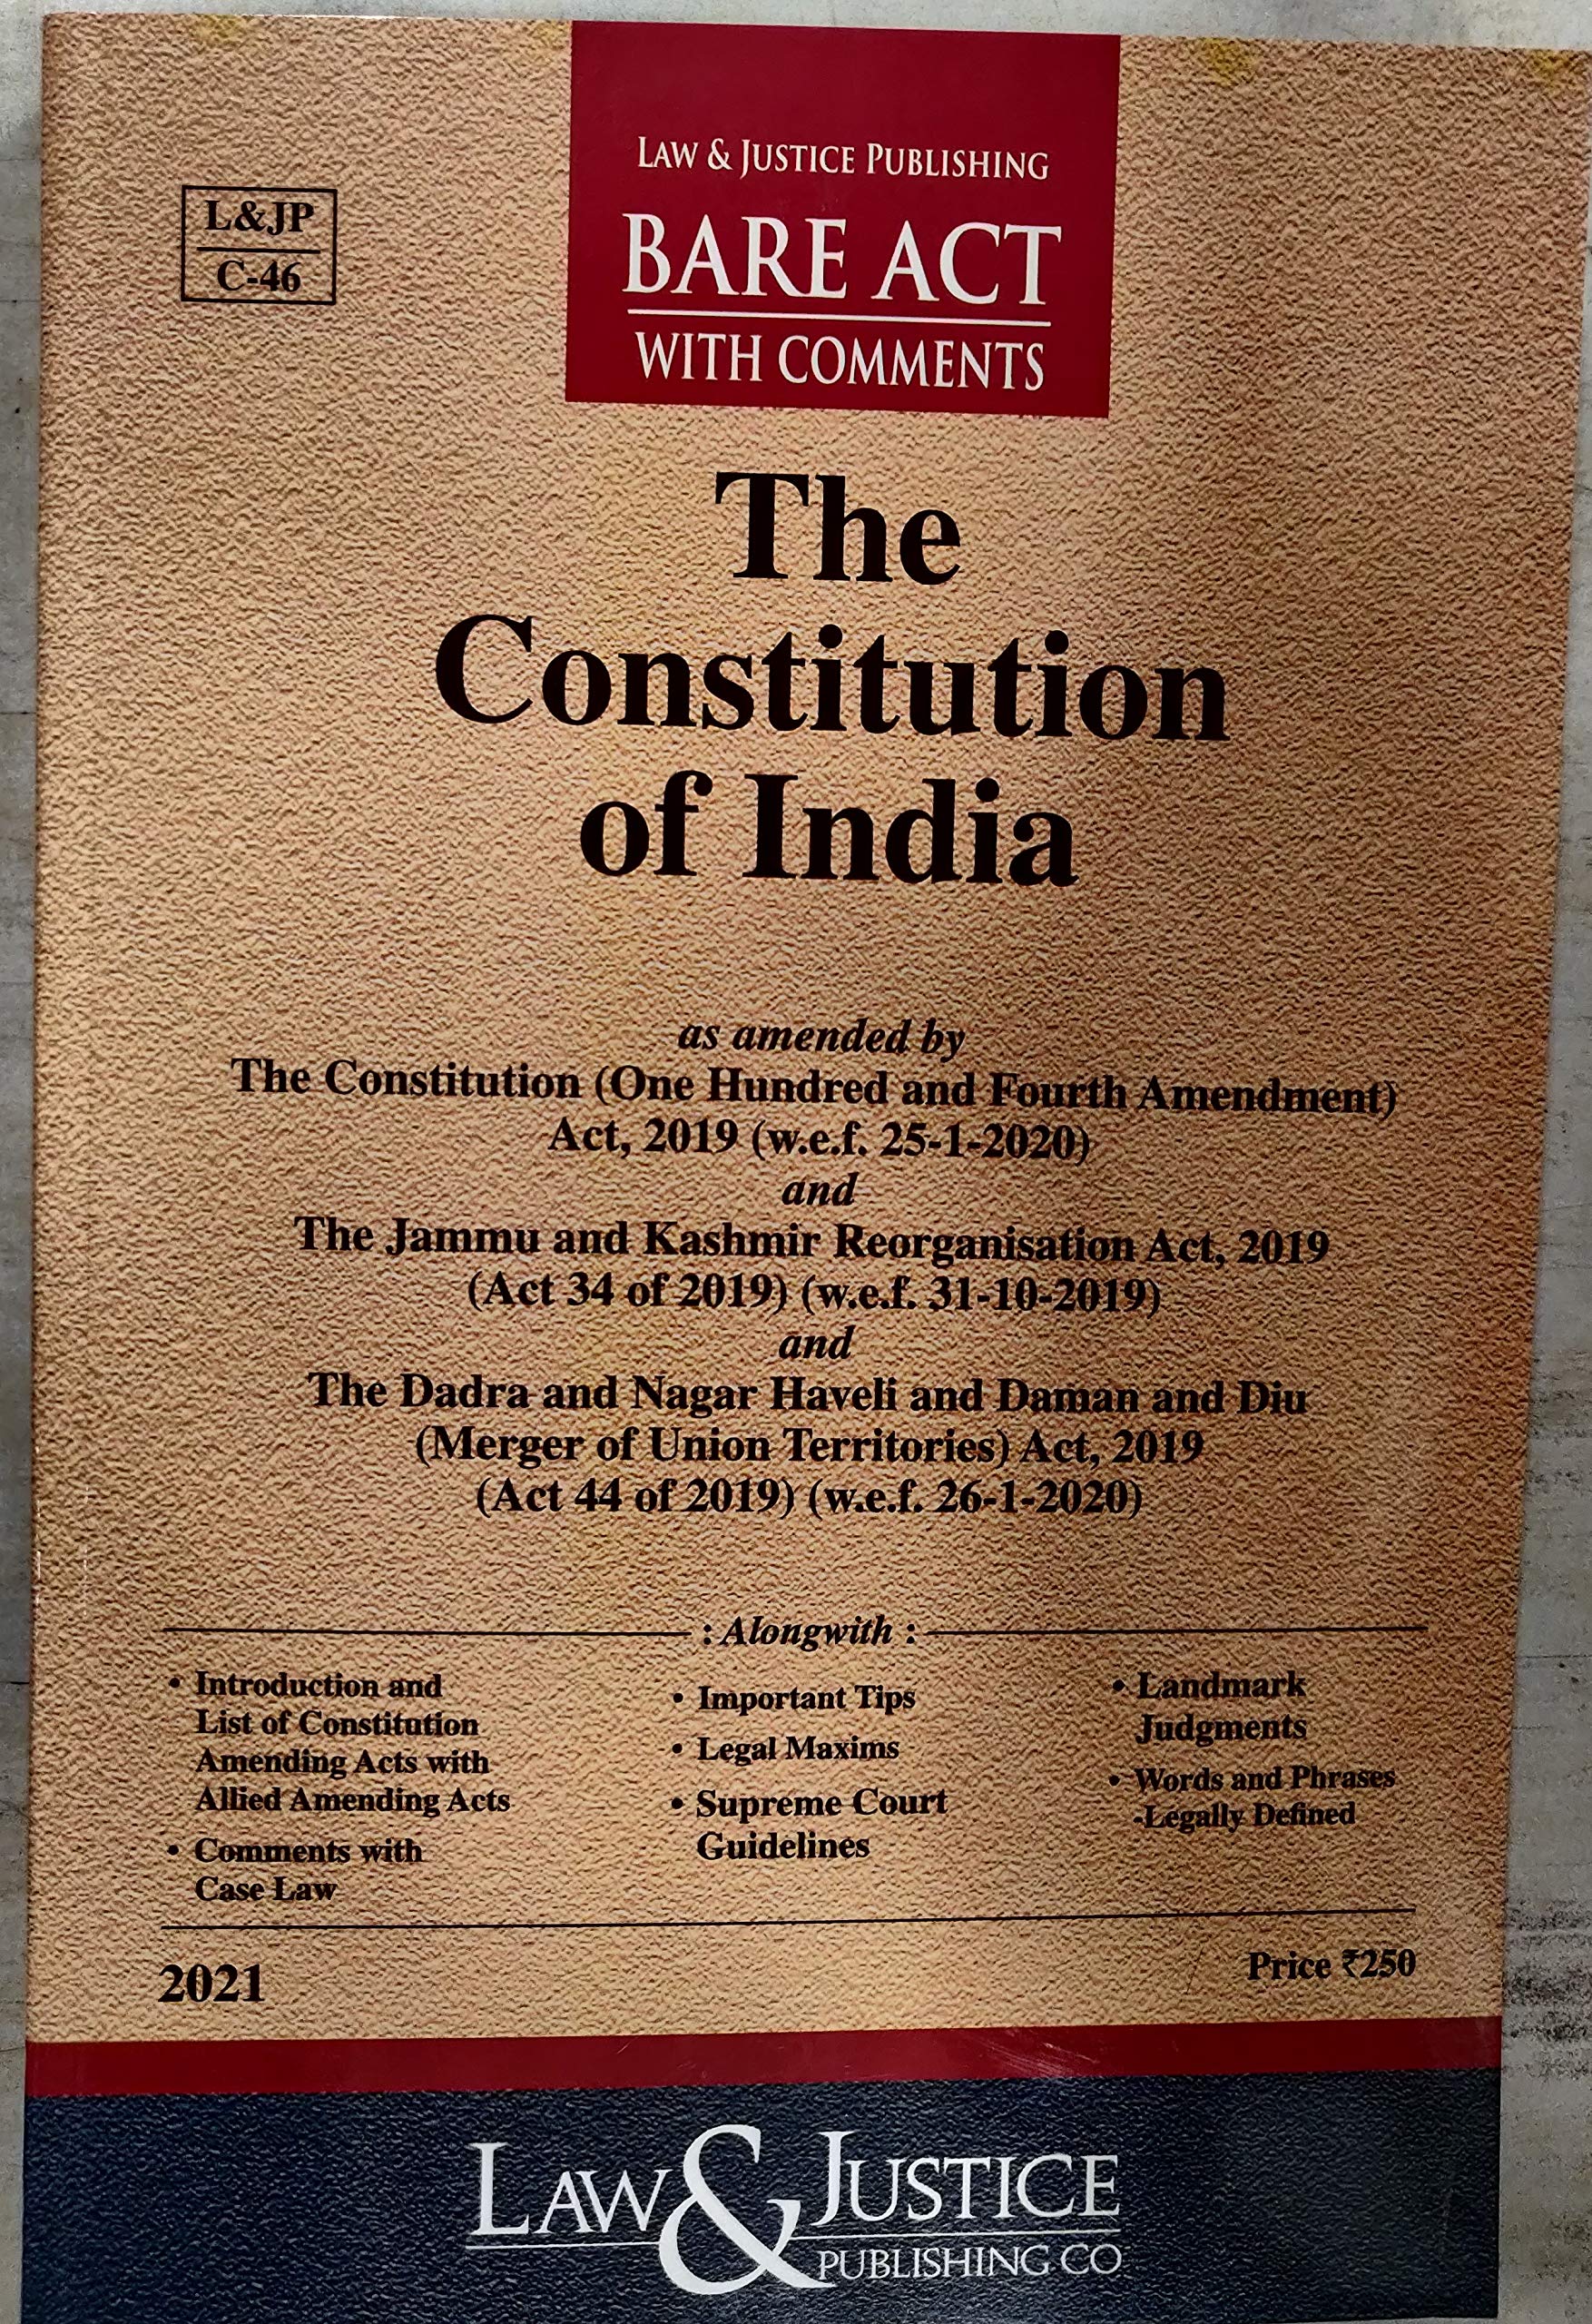 LAW & JUSTICE PUBLISHING
BARE ACT
WITH COMMENTS
L&JP
C-46
The
Constitution
of India
as amended by
The Constitution (One Hundred and Fourth Amendment)
Act, 2019 (w.e.f. 25-1-2020)
and
The Jammu and Kashmir Reorganisation Act, 2019
(Act 34 of 2019) (w.e.f. 31-10-2019)
and
The Dadra and Nagar Haveli and Daman and Diu
(Merger of Union Territories) Act, 2019
(Act 44 of 2019) (w.e.f. 26-1-2020)
: Alongwith :
• Introduction and
List of Constitution
Amending Acts with
Allied Amending Acts
• Comments with
Case Law
• Important Tips
• Legal Maxims
• Supreme Court
Guidelines
• Landmark
Judgments
• Words and Phrases
-Legally Defined
2021
Price ₹250
LAW & JUSTICE
PUBLISHING CO